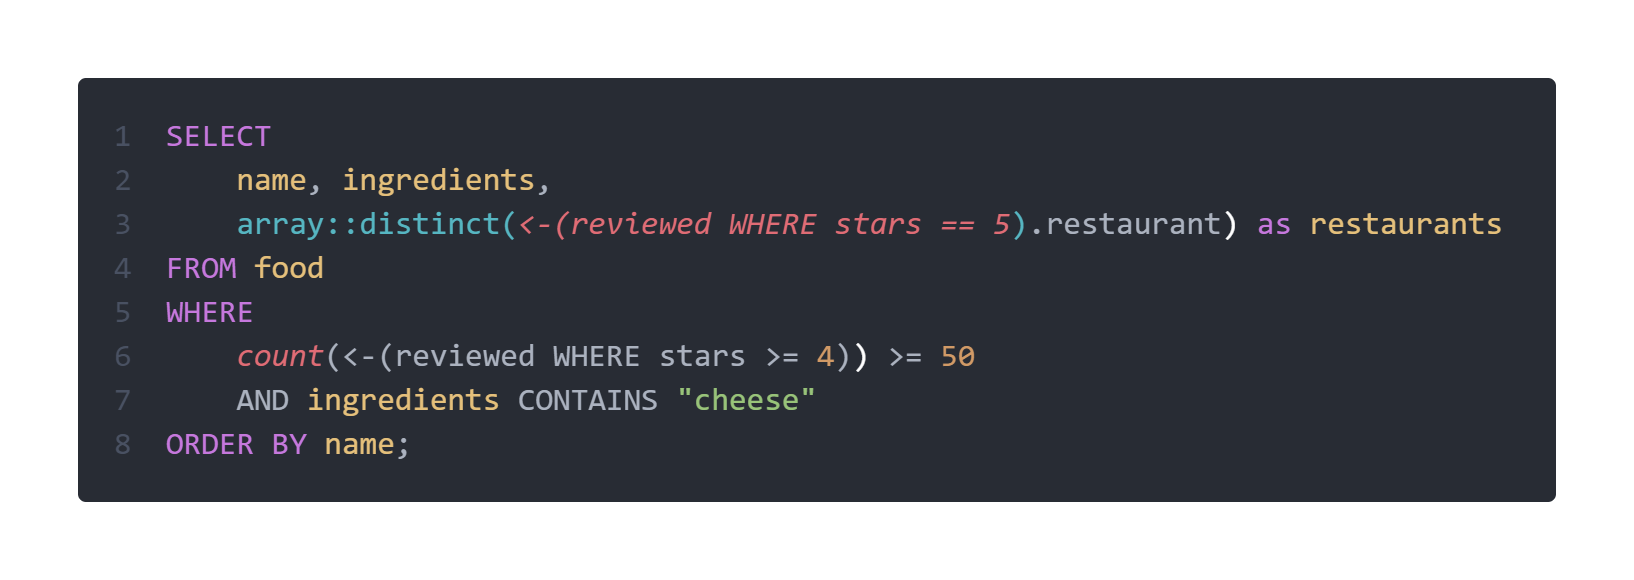 1 SELECT
2     name, ingredients,
3     array::distinct(<-(reviewed WHERE stars == 5).restaurant) as restaurants
4 FROM food
5 WHERE
6     count(<-(reviewed WHERE stars >= 4)) >= 50
7     AND ingredients CONTAINS "cheese"
8 ORDER BY name;